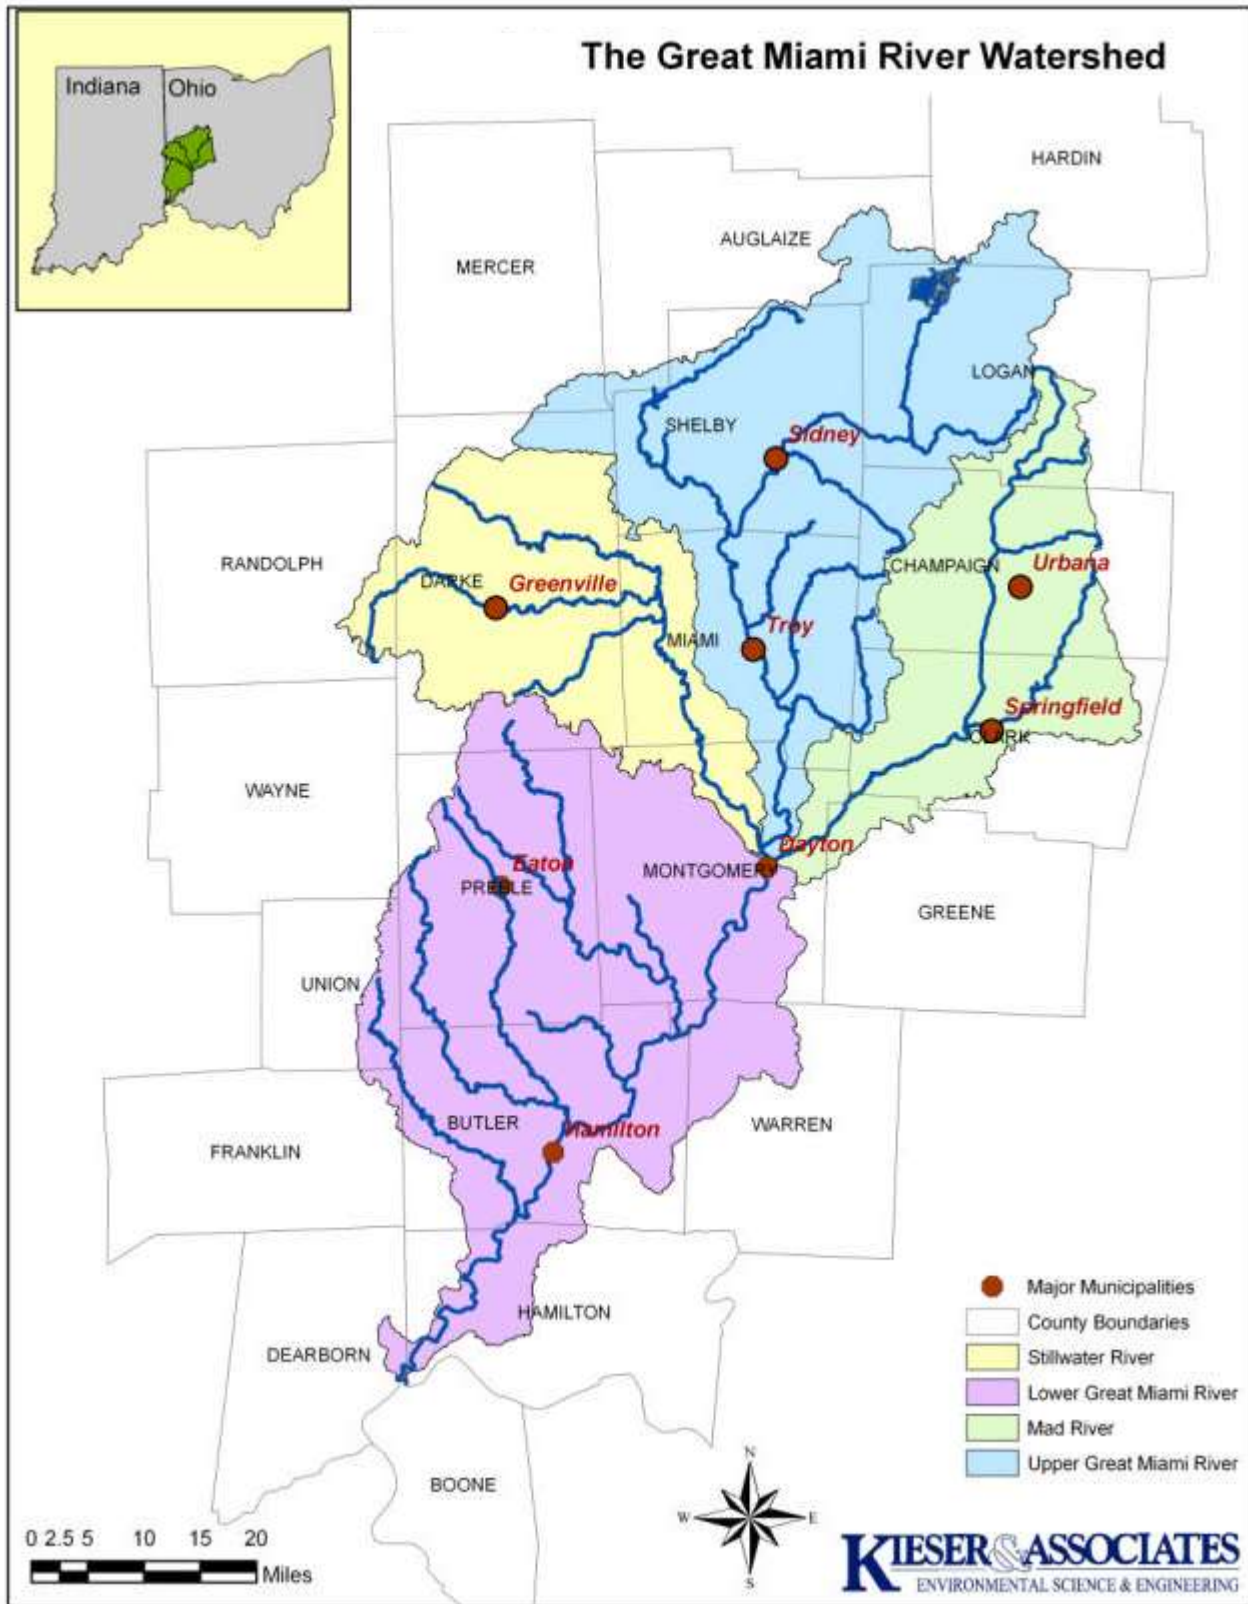 The Great Miami River Watershed
Indiana
Ohio
HARDIN
AUGLAIZE
MERCER
LOGAN
SHELBY
Sidney
RANDOLPH
DARKE
Greenville
CHAMPAIGN
Urbana
MIAMI
Troy
Springfield
CLARK
WAYNE
Dayton
MONTGOMERY
Eaton
PREBLE
GREENE
UNION
BUTLER
Hamilton
WARREN
FRANKLIN
HAMILTON
DEARBORN
BOONE
Major Municipalities
County Boundaries
Stillwater River
Lower Great Miami River
Mad River
Upper Great Miami River
N
W E
S
0 2.5 5 10 15 20
Miles
KIESER & ASSOCIATES
ENVIRONMENTAL SCIENCE & ENGINEERING